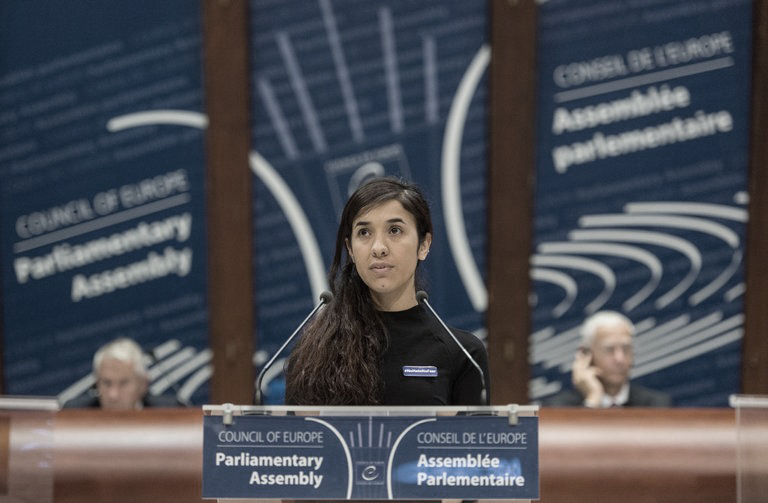 COUNCIL OF EUROPE
Parliamentary
Assembly
CONSEIL DE L'EUROPE
Assemblée
parlementaire
COUNCIL OF EUROPE
Parliamentary
Assembly
CONSEIL DE L'EUROPE
Assemblée
Parlementaire